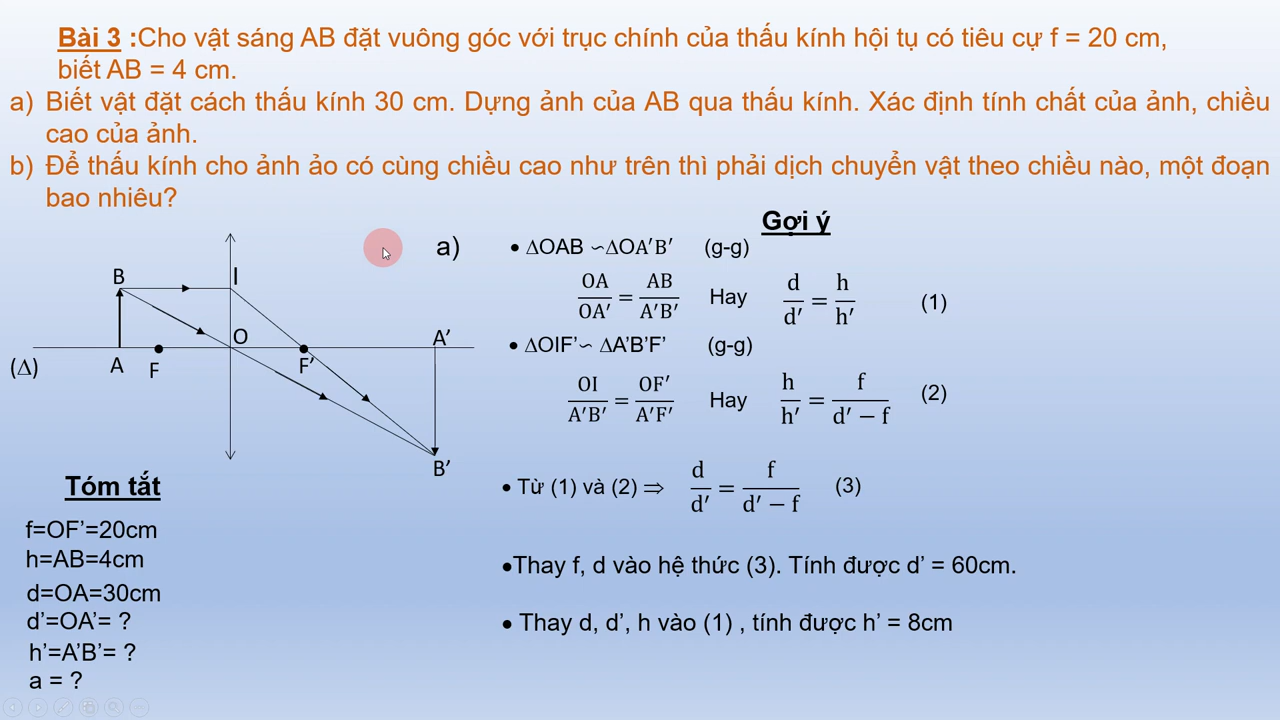 Bài 3 :Cho vật sáng AB đặt vuông góc với trục chính của thấu kính hội tụ có tiêu cự f = 20 cm,
biết AB = 4 cm.
a) Biết vật đặt cách thấu kính 30 cm. Dựng ảnh của AB qua thấu kính. Xác định tính chất của ảnh, chiều
cao của ảnh.
b) Để thấu kính cho ảnh ảo có cùng chiều cao như trên thì phải dịch chuyển vật theo chiều nào, một đoạn
bao nhiêu?
Gợi ý
a) • ΔOAB ∽ΔOA′B′ (g-g)
OA/OA′ = AB/A′B′ Hay d/d′ = h/h′ (1)
• ΔOIF’∽ ΔA’B’F’ (g-g)
OI/A′B′ = OF′/A′F′ Hay h/h′ = f/(d′ − f) (2)
• Từ (1) và (2) ⇒ d/d′ = f/(d′ − f) (3)
•Thay f, d vào hệ thức (3). Tính được d’ = 60cm.
• Thay d, d’, h vào (1) , tính được h’ = 8cm
B I
O A’
(Δ) A F F’
B’
Tóm tắt
f=OF’=20cm
h=AB=4cm
d=OA=30cm
d’=OA’= ?
h’=A’B’= ?
a = ?